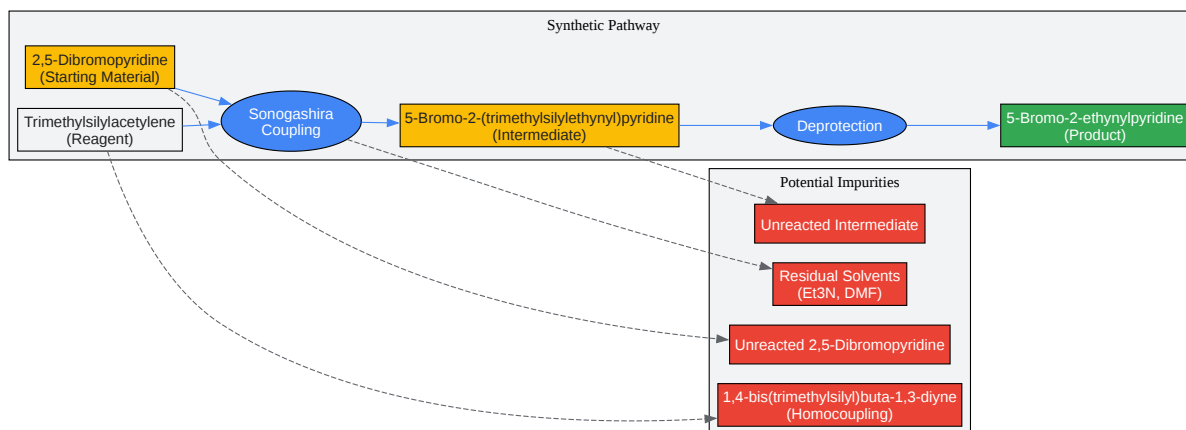 Synthetic Pathway
2,5-Dibromopyridine
(Starting Material)
Trimethylsilylacetylene
(Reagent)
Sonogashira
Coupling
5-Bromo-2-(trimethylsilylethynyl)pyridine
(Intermediate)
Deprotection
5-Bromo-2-ethynylpyridine
(Product)
Potential Impurities
Unreacted Intermediate
Residual Solvents
(Et3N, DMF)
Unreacted 2,5-Dibromopyridine
1,4-bis(trimethylsilyl)buta-1,3-diyne
(Homocoupling)